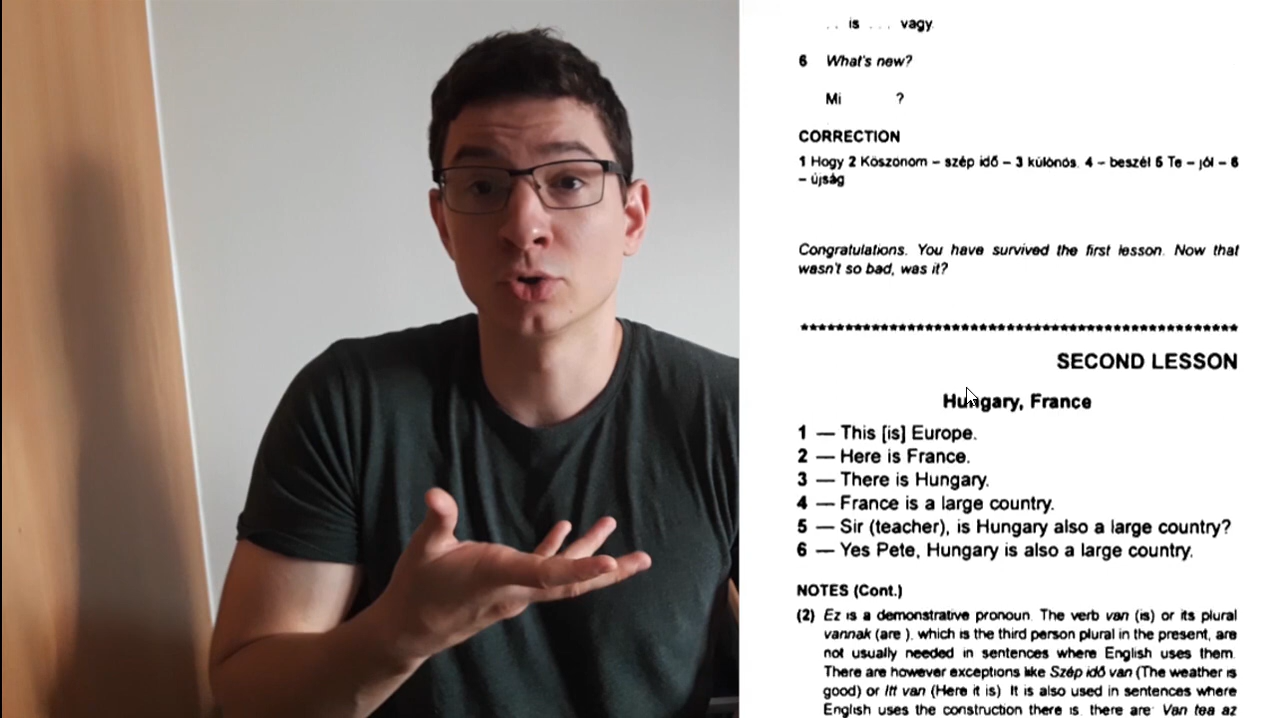 . . is . . . vagy.
6 What's new?
Mi ?
CORRECTION
1 Hogy 2 Köszönöm – szép idő – 3 különös. 4 – beszél 5 Te – jól – 6
– újság
Congratulations. You have survived the first lesson. Now that
wasn't so bad, was it?
************************************************
SECOND LESSON
Hungary, France
1 — This [is] Europe.
2 — Here is France.
3 — There is Hungary.
4 — France is a large country.
5 — Sir (teacher), is Hungary also a large country?
6 — Yes Pete, Hungary is also a large country.
NOTES (Cont.)
(2) Ez is a demonstrative pronoun. The verb van (is) or its plural
vannak (are ), which is the third person plural in the present, are
not usually needed in sentences where English uses them.
There are however exceptions like Szép idő van (The weather is
good) or Itt van (Here it is). It is also used in sentences where
English uses the construction there is, there are: Van tea az